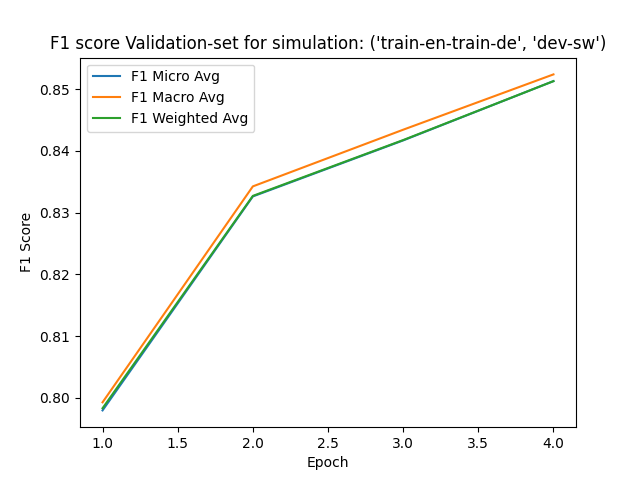 F1 score Validation-set for simulation: ('train-en-train-de', 'dev-sw')
F1 Micro Avg
F1 Macro Avg
F1 Weighted Avg
0.85
0.84
0.83
0.82
0.81
0.80
F1 Score
1.0 1.5 2.0 2.5 3.0 3.5 4.0
Epoch